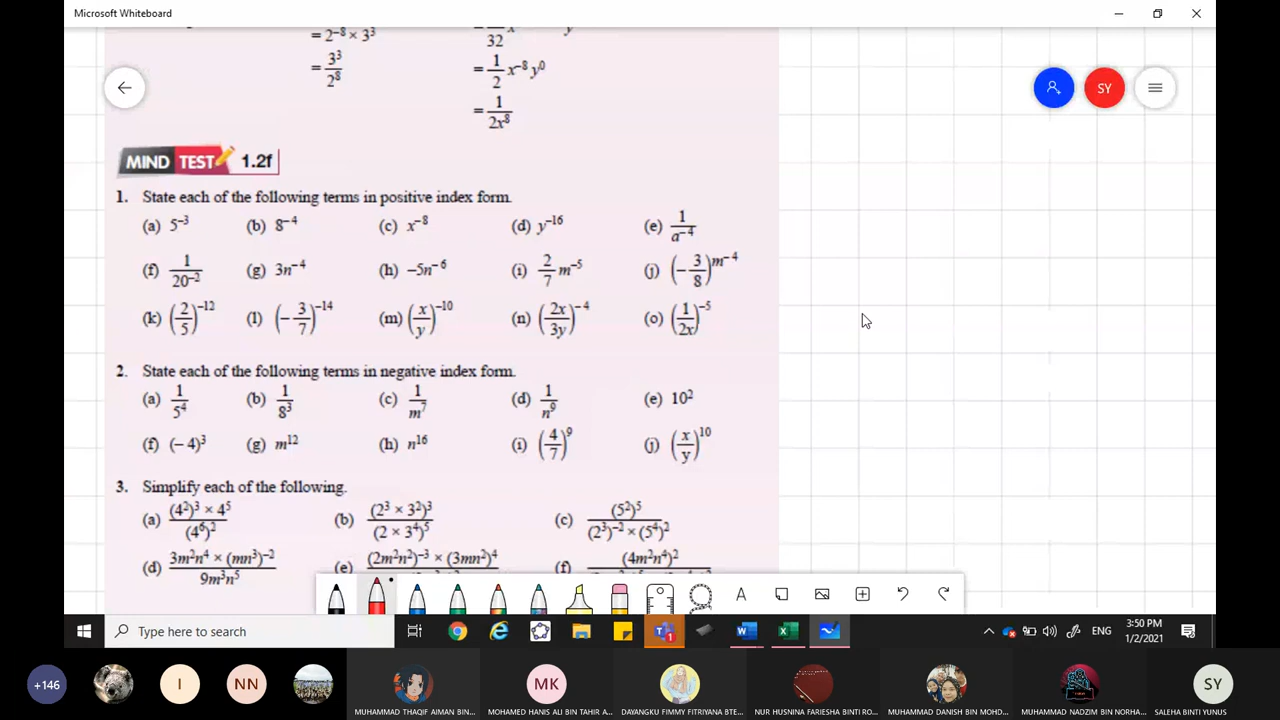 Microsoft Whiteboard
= 2⁻⁸ × 3³
32
= 3³/2⁸
= 1/2 x⁻⁸ y⁰
= 1/2x⁸
SY
MIND TEST 1.2f
1. State each of the following terms in positive index form.
(a) 5⁻³ (b) 8⁻⁴ (c) x⁻⁸ (d) y⁻¹⁶ (e) 1/a⁻⁴
(f) 1/20⁻² (g) 3n⁻⁴ (h) –5n⁻⁶ (i) 2/7 m⁻⁵ (j) (–3/8)m⁻⁴
(k) (2/5)⁻¹² (l) (–3/7)⁻¹⁴ (m) (x/y)⁻¹⁰ (n) (2x/3y)⁻⁴ (o) (1/2x)⁻⁵
2. State each of the following terms in negative index form.
(a) 1/5⁴ (b) 1/8³ (c) 1/m⁷ (d) 1/n⁹ (e) 10²
(f) (– 4)³ (g) m¹² (h) n¹⁶ (i) (4/7)⁹ (j) (x/y)¹⁰
3. Simplify each of the following.
(a) (4²)³ × 4⁵/(4⁶)² (b) (2³ × 3²)³/(2 × 3⁴)⁵ (c) (5²)⁵/(2³)⁻² × (5⁴)²
(d) 3m²n⁴ × (mn³)⁻²/9m³n⁵ (e) (2m²n²)⁻³ × (3mn²)⁴ (f) (4m²n⁴)²
A
Type here to search
ENG
3:50 PM
1/2/2021
+146
I
NN
MK
SY
MUHAMMAD THAQIF AIMAN BIN...
MOHAMED HANIS ALI BIN TAHIR A...
DAYANGKU FIMMY FITRIYANA BTE...
NUR HUSNINA FARIESHA BINTI RO...
MUHAMMAD DANISH BIN MOHD...
MUHAMMAD NADZIM BIN NORHA...
SALEHA BINTI YUNUS